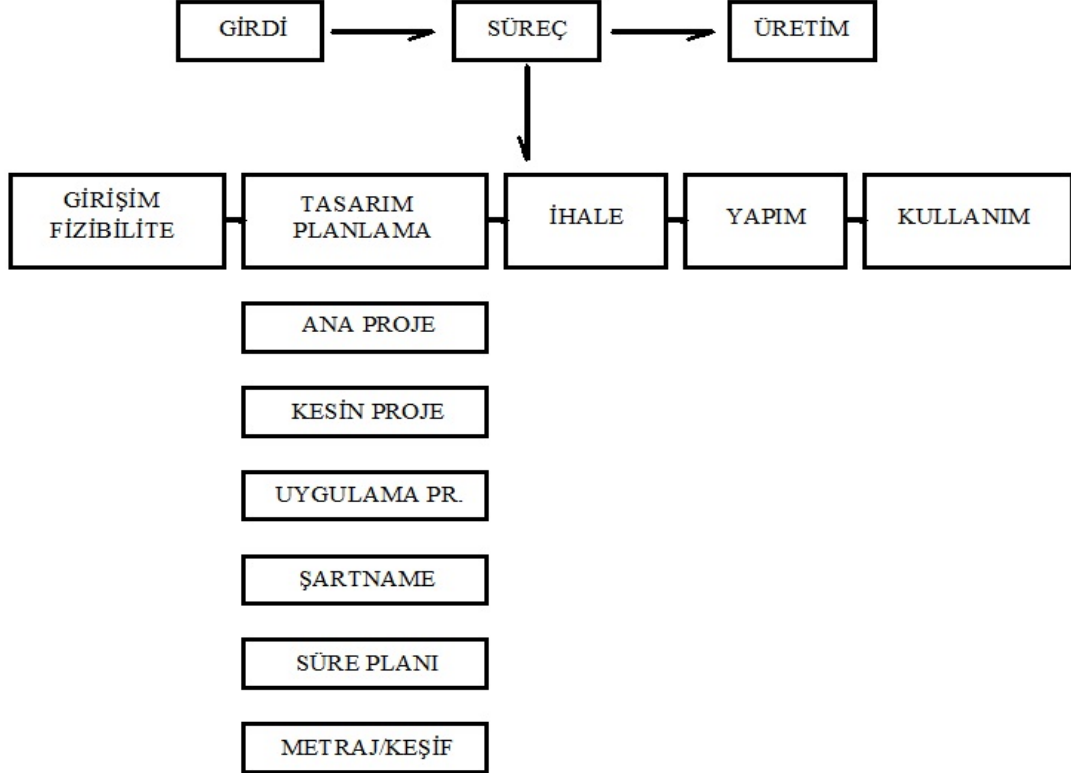 GİRDİ
SÜREÇ
ÜRETİM
GİRİŞİM
FİZİBİLİTE
TASARIM
PLANLAMA
İHALE
YAPIM
KULLANIM
ANA PROJE
KESİN PROJE
UYGULAMA PR.
ŞARTNAME
SÜRE PLANI
METRAJ/KEŞİF